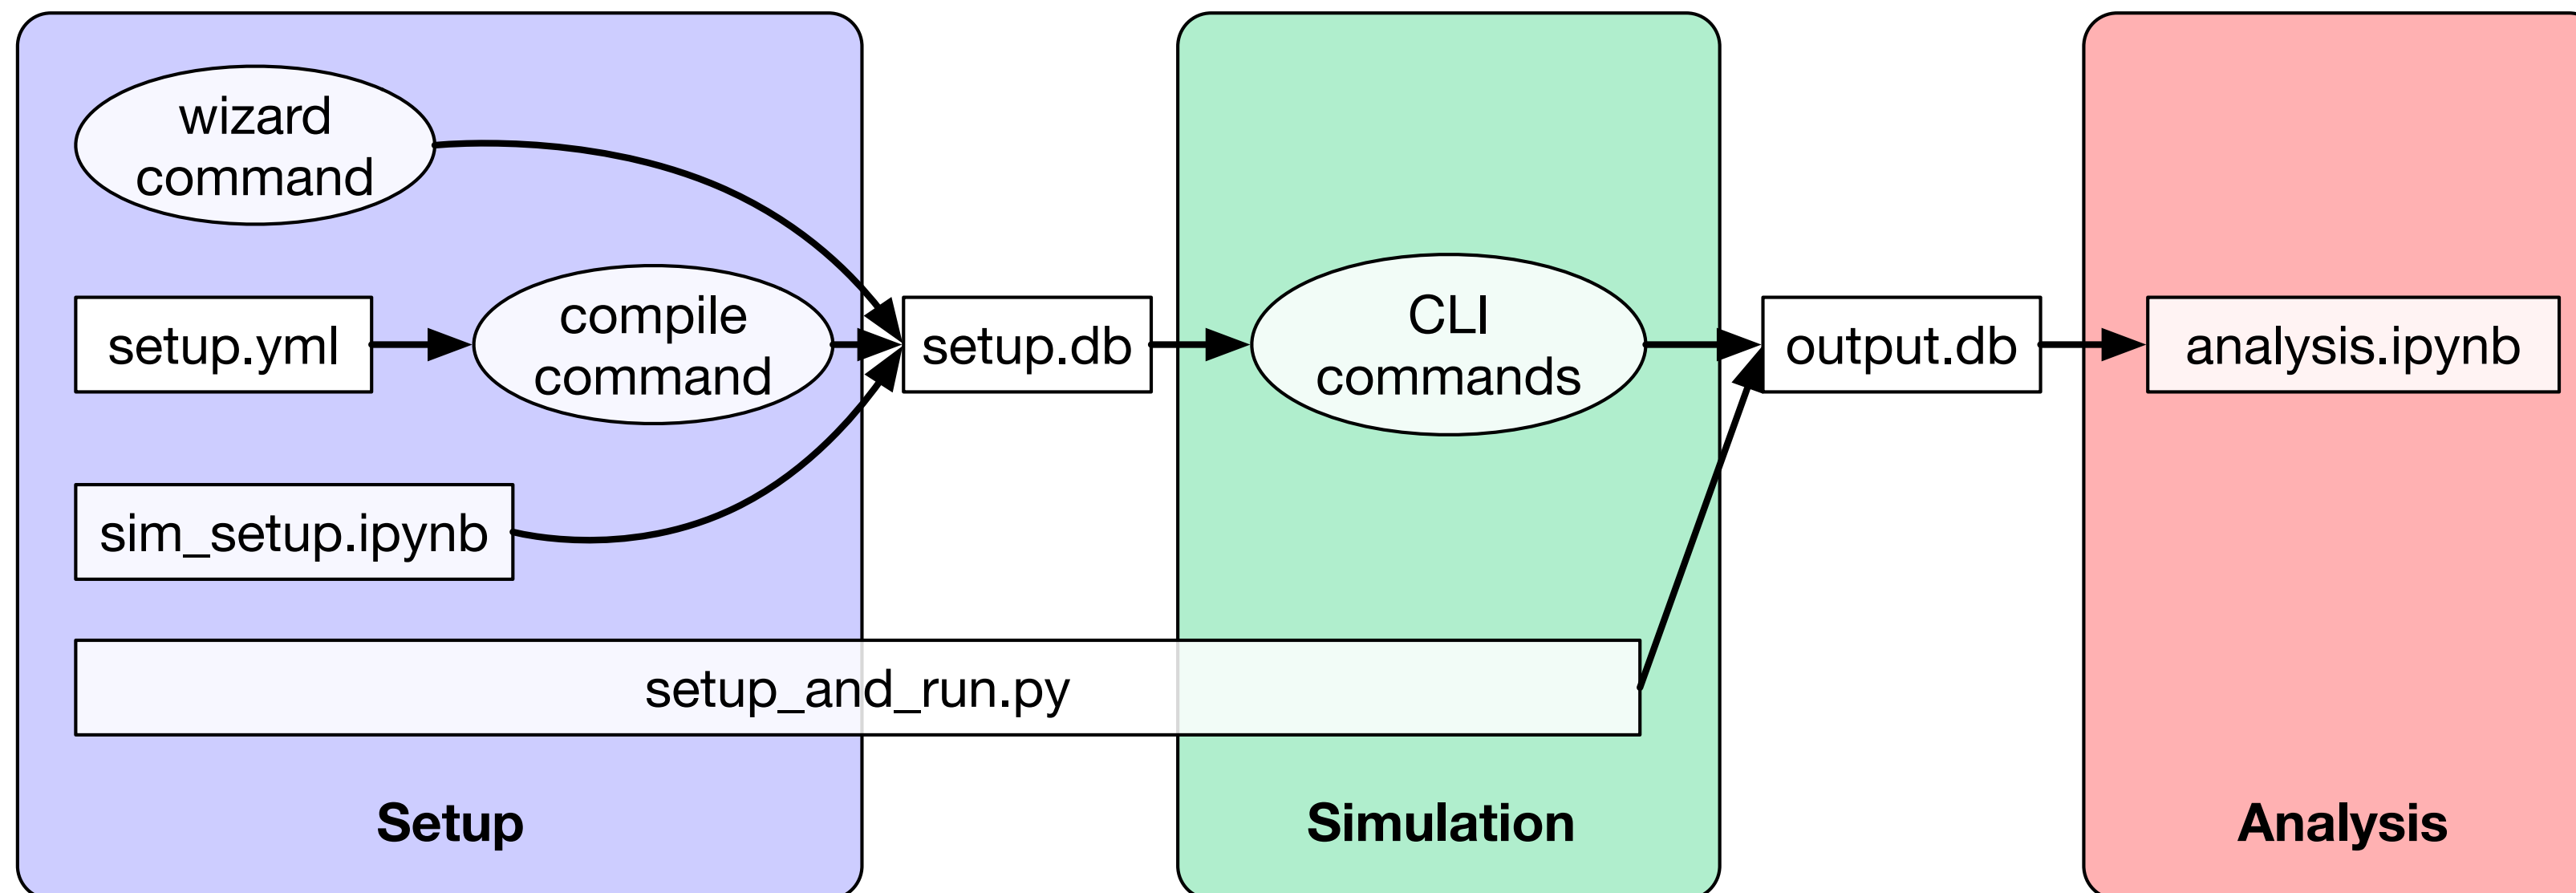 wizard
command
setup.yml
compile
command
setup.db
CLI
commands
output.db
analysis.ipynb
sim_setup.ipynb
setup_and_run.py
Setup
Simulation
Analysis